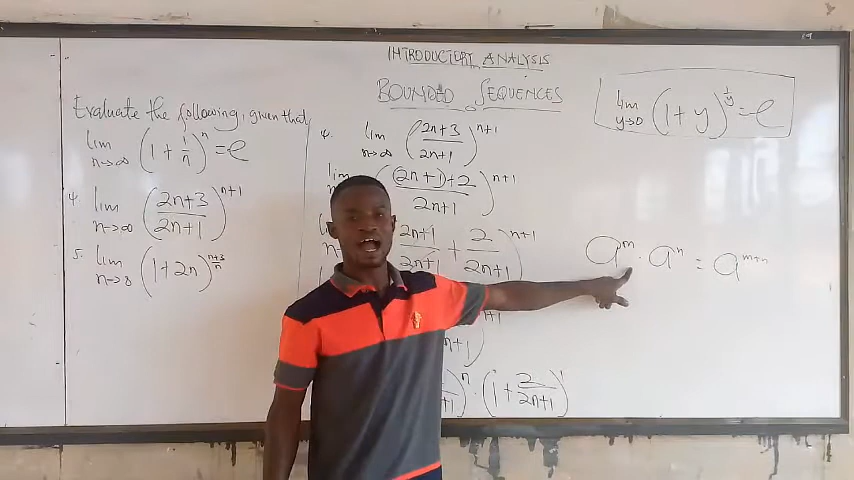 INTRODUCTORY ANALYSIS
BOUNDED SEQUENCES
Evaluate the following, given that
lim n→∞ (1 + 1/n)^n = e
4. lim n→∞ ((2n+3)/(2n+1))^(n+1)
5. lim n→0 (1+2n)^((n+3)/n)
4. lim n→∞ ((2n+3)/(2n+1))^(n+1)
lim (((2n+1)+2)/(2n+1))^(n+1)
2n+1 + 2/(2n+1))^(n+1)
)^n · (1 + 2/(2n+1))^1
lim y→0 (1+y)^(1/y) = e
a^m · a^n = a^(m+n)